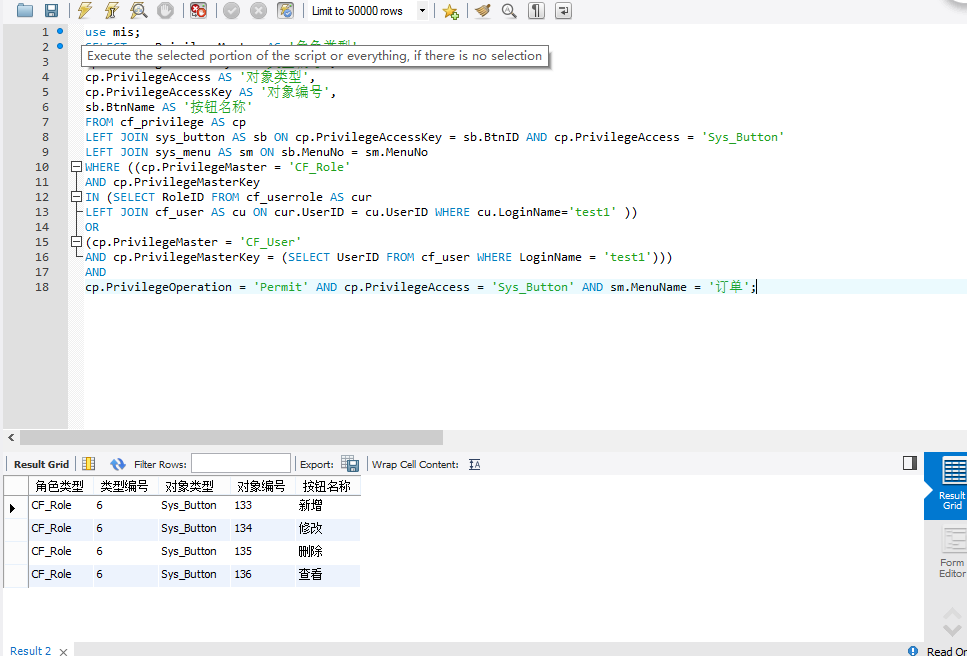 Limit to 50000 rows
1 use mis;
2
Execute the selected portion of the script or everything, if there is no selection
3
4 cp.PrivilegeAccess AS '对象类型',
5 cp.PrivilegeAccessKey AS '对象编号',
6 sb.BtnName AS '按钮名称'
7 FROM cf_privilege AS cp
8 LEFT JOIN sys_button AS sb ON cp.PrivilegeAccessKey = sb.BtnID AND cp.PrivilegeAccess = 'Sys_Button'
9 LEFT JOIN sys_menu AS sm ON sb.MenuNo = sm.MenuNo
10 WHERE ((cp.PrivilegeMaster = 'CF_Role'
11 AND cp.PrivilegeMasterKey
12 IN (SELECT RoleID FROM cf_userrole AS cur
13 LEFT JOIN cf_user AS cu ON cur.UserID = cu.UserID WHERE cu.LoginName='test1' ))
14 OR
15 (cp.PrivilegeMaster = 'CF_User'
16 AND cp.PrivilegeMasterKey = (SELECT UserID FROM cf_user WHERE LoginName = 'test1')))
17 AND
18 cp.PrivilegeOperation = 'Permit' AND cp.PrivilegeAccess = 'Sys_Button' AND sm.MenuName = '订单';
Result Grid Filter Rows: Export: Wrap Cell Content:
角色类型 类型编号 对象类型 对象编号 按钮名称
CF_Role 6 Sys_Button 133 新增
CF_Role 6 Sys_Button 134 修改
CF_Role 6 Sys_Button 135 删除
CF_Role 6 Sys_Button 136 查看
Result
Grid
Form
Editor
Result 2
Read On